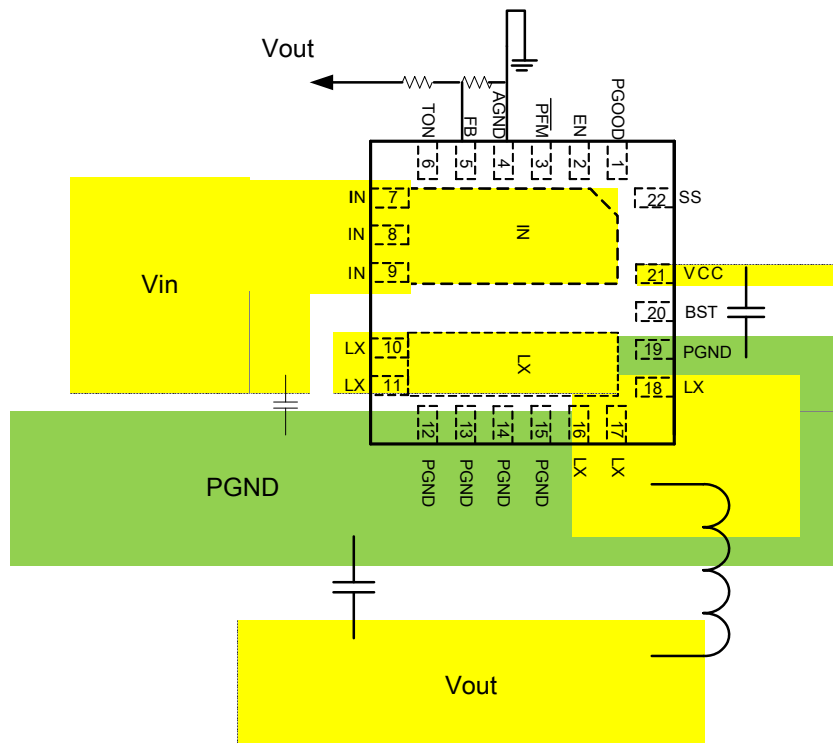 Vout
TON
FB
AGND
PFM
EN
PGOOD
6
5
4
3
2
1
IN 7
IN 8
IN 9
IN
22 SS
21 VCC
20 BST
19 PGND
18 LX
Vin
LX 10
LX 11
LX
12
13
14
15
16
17
PGND
PGND
PGND
PGND
LX
LX
PGND
Vout